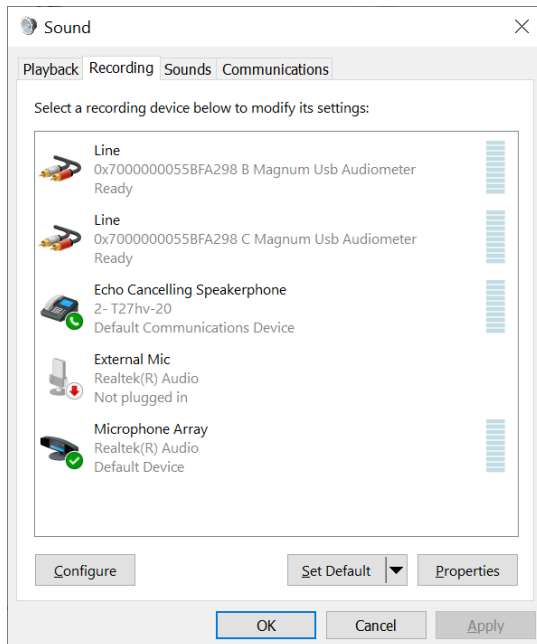 Sound
Playback Recording Sounds Communications
Select a recording device below to modify its settings:
Line
0x7000000055BFA298 B Magnum Usb Audiometer
Ready
Line
0x7000000055BFA298 C Magnum Usb Audiometer
Ready
Echo Cancelling Speakerphone
2- T27hv-20
Default Communications Device
External Mic
Realtek(R) Audio
Not plugged in
Microphone Array
Realtek(R) Audio
Default Device
Configure Set Default Properties
OK Cancel Apply